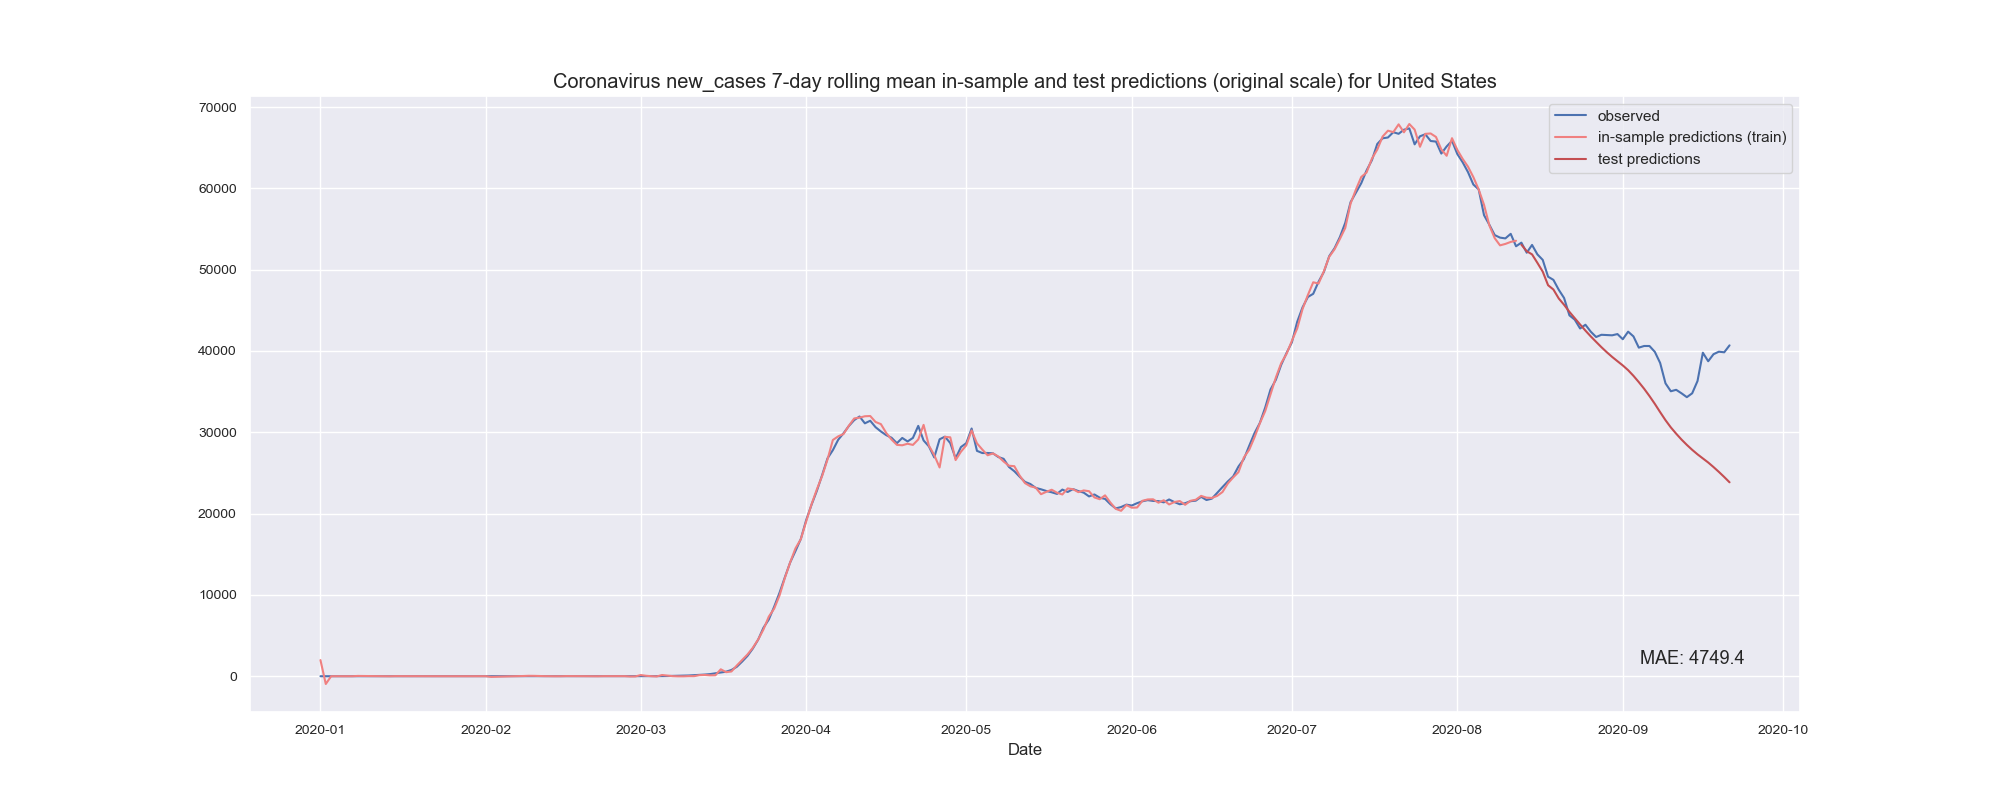 Coronavirus new_cases 7-day rolling mean in-sample and test predictions (original scale) for United States
70000
60000
50000
40000
30000
20000
10000
0
observed
in-sample predictions (train)
test predictions
MAE: 4749.4
2020-01 2020-02 2020-03 2020-04 2020-05 2020-06 2020-07 2020-08 2020-09 2020-10
Date